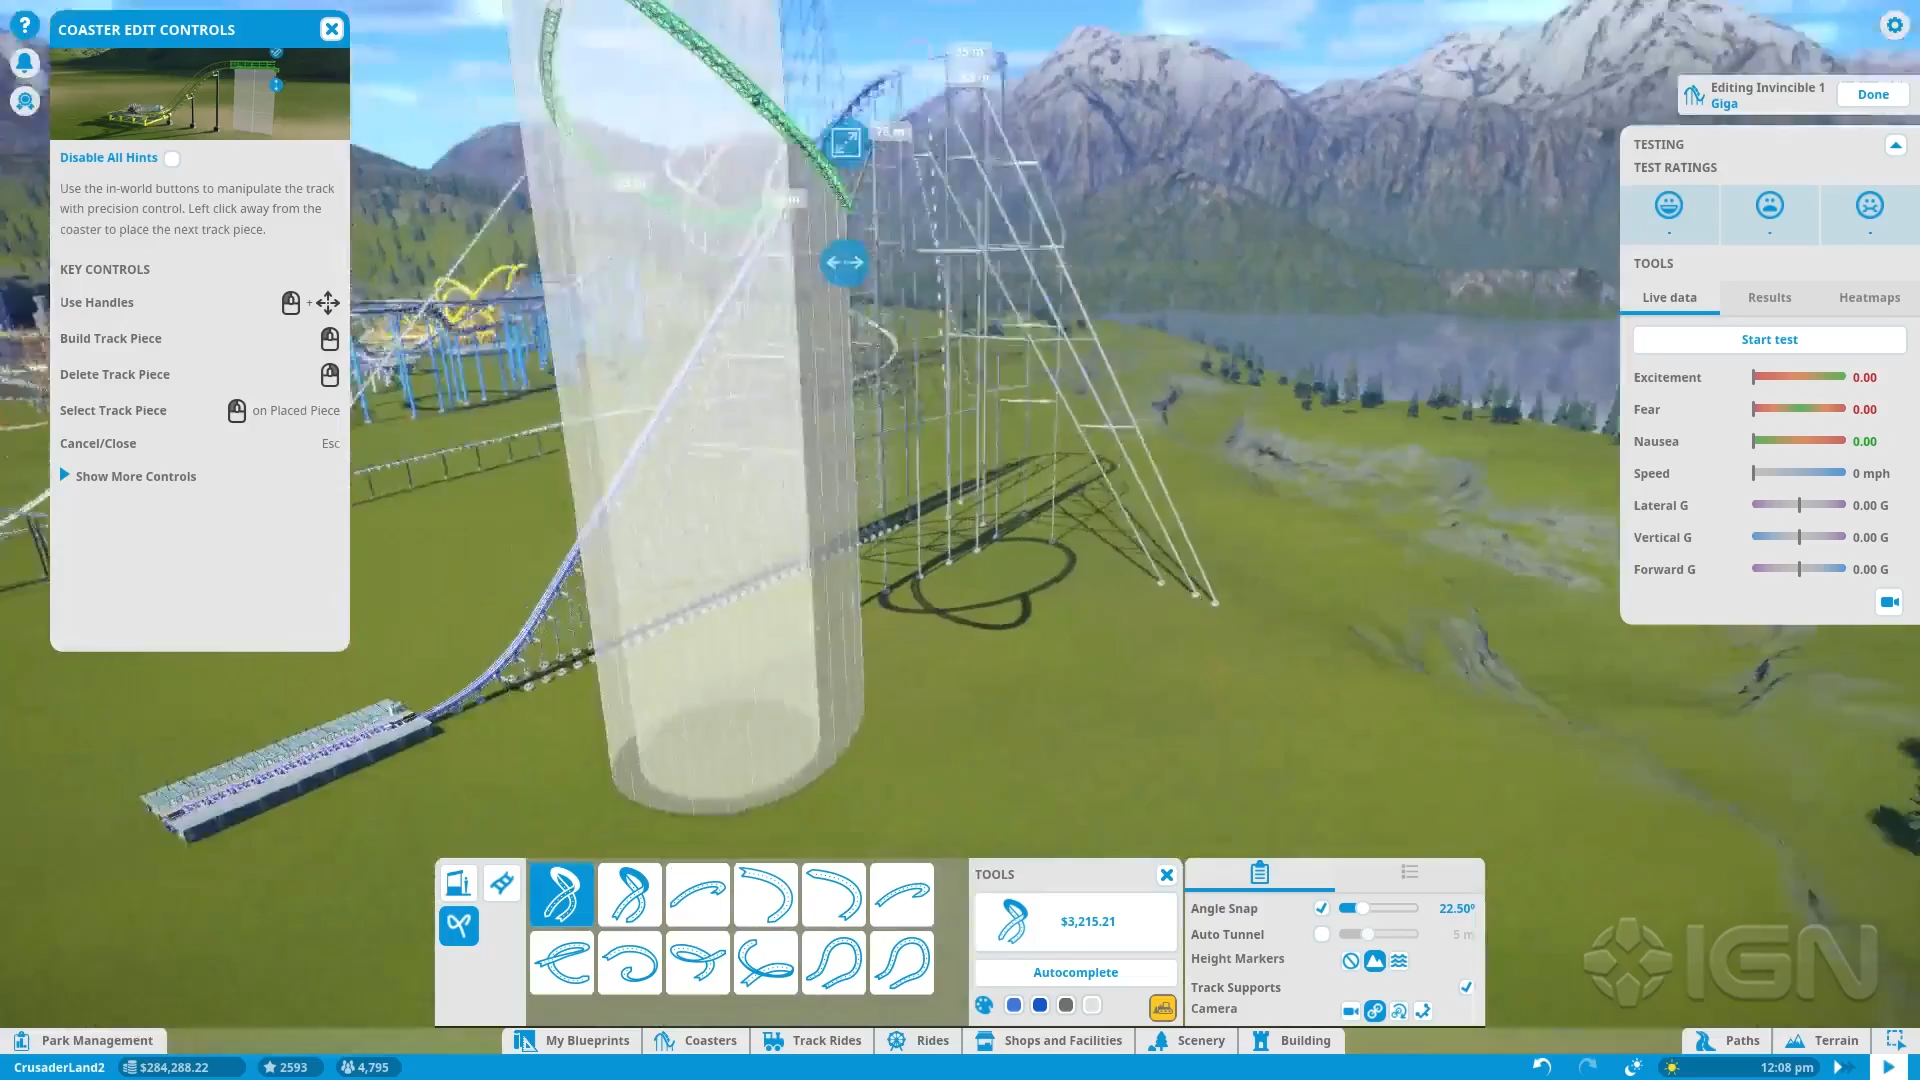 COASTER EDIT CONTROLS
Disable All Hints
Use the in-world buttons to manipulate the track
with precision control. Left click away from the
coaster to place the next track piece.
KEY CONTROLS
Use Handles +
Build Track Piece
Delete Track Piece
Select Track Piece on Placed Piece
Cancel/Close Esc
Show More Controls
?
Editing Invincible 1
Giga
Done
TESTING
TEST RATINGS
- - -
TOOLS
Live data Results Heatmaps
Start test
Excitement 0.00
Fear 0.00
Nausea 0.00
Speed 0 mph
Lateral G 0.00 G
Vertical G 0.00 G
Forward G 0.00 G
TOOLS
$3,215.21
Autocomplete
Angle Snap 22.50°
Auto Tunnel 5 m
Height Markers
Track Supports
Camera
IGN
Park Management My Blueprints Coasters Track Rides Rides Shops and Facilities Scenery Building Paths Terrain
CrusaderLand2 $284,288.22 2593 4,795 12:08 pm